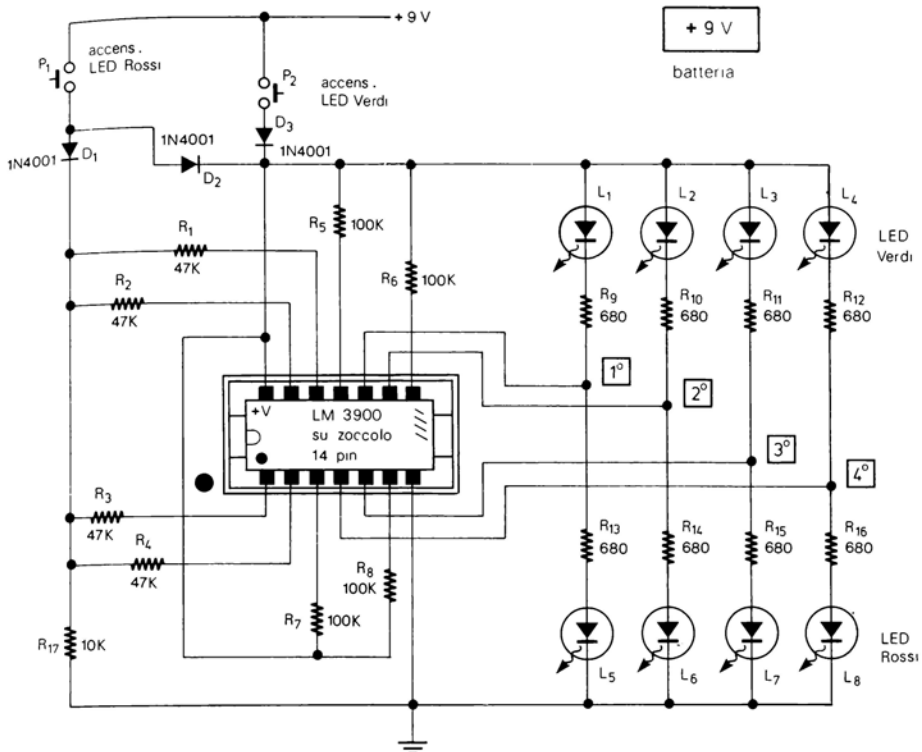 + 9 V
+ 9 V
batteria
P1
accens.
LED Rossi
P2
accens.
LED Verdi
D3
1N4001
1N4001
D1
1N4001
D2
R5
100K
R1
47K
R6
100K
R2
47K
L1
L2
L3
L4
LED
Verdi
R9
680
R10
680
R11
680
R12
680
1°
2°
3°
4°
+V
LM 3900
su zoccolo
14 pin
R3
47K
R4
47K
R8
100K
R7
100K
R17
10K
R13
680
R14
680
R15
680
R16
680
L5
L6
L7
L8
LED
Rossi